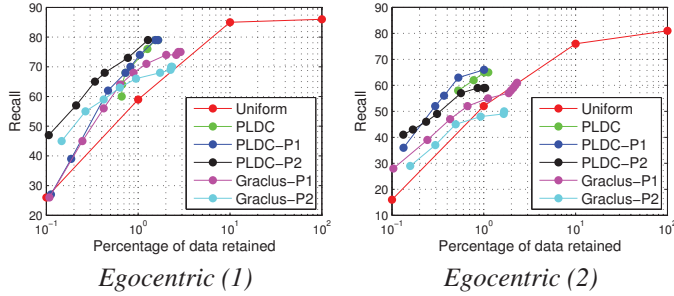 90
80
70
60
50
40
30
20
Recall
10⁻¹
10⁰
10¹
10²
Percentage of data retained
Uniform
PLDC
PLDC−P1
PLDC−P2
Graclus−P1
Graclus−P2
Egocentric (1)
90
80
70
60
50
40
30
20
10
Recall
10⁻¹
10⁰
10¹
10²
Percentage of data retained
Uniform
PLDC
PLDC−P1
PLDC−P2
Graclus−P1
Graclus−P2
Egocentric (2)